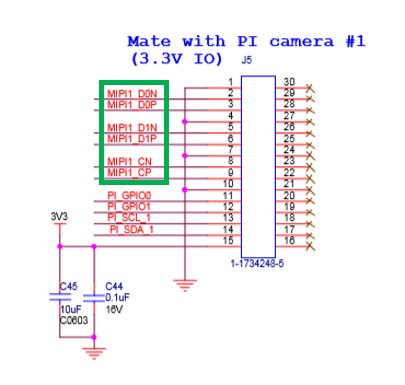 Mate with PI camera #1
(3.3V IO)
J5
1 30
MIPI1_D0N 2 29
MIPI1_D0P 3 28
4 27
MIPI1_D1N 5 26
MIPI1_D1P 6 25
7 24
MIPI1_CN 8 23
MIPI1_CP 9 22
10 21
PI_GPIO0 11 20
PI_GPIO1 12 19
PI_SCL_1 13 18
PI_SDA_1 14 17
3V3 15 16
1-1734248-5
C45 C44
10uF 0.1uF
C0603 16V